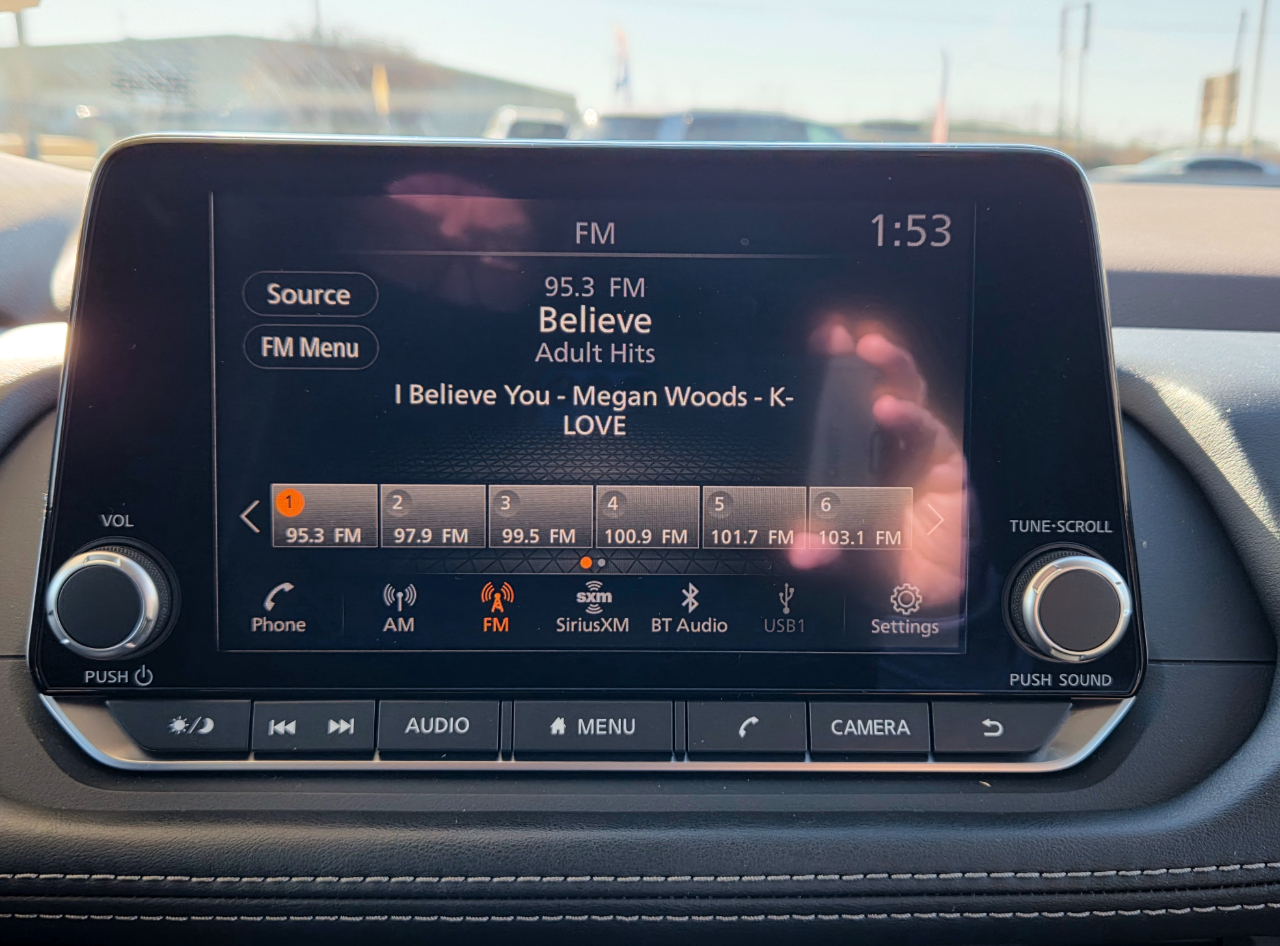 FM
1:53
Source
FM Menu
95.3 FM
Believe
Adult Hits
I Believe You - Megan Woods - K-
LOVE
1 2 3 4 5 6
95.3 FM 97.9 FM 99.5 FM 100.9 FM 101.7 FM 103.1 FM
sxm
Phone AM FM SiriusXM BT Audio USB1 Settings
VOL
PUSH
TUNE·SCROLL
PUSH SOUND
AUDIO MENU CAMERA